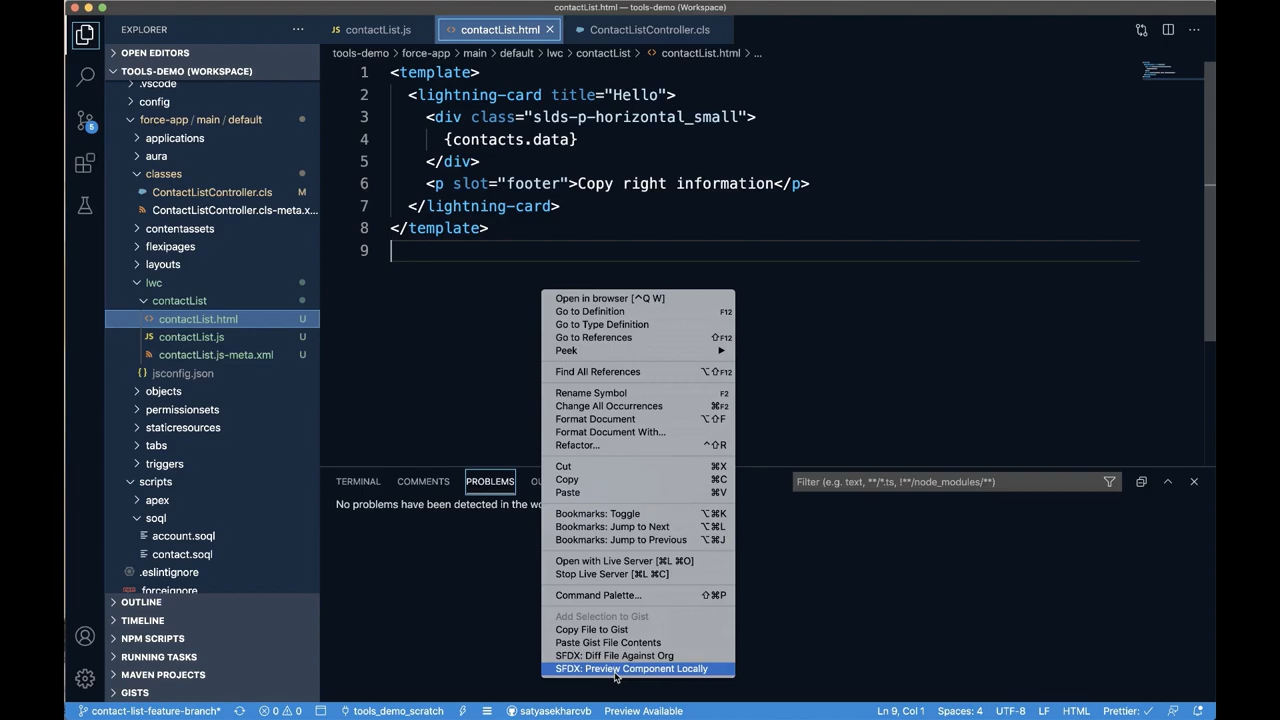 contactList.html — tools-demo (Workspace)
EXPLORER
OPEN EDITORS
TOOLS-DEMO (WORKSPACE)
.vscode
config
force-app / main / default
applications
aura
classes
ContactListController.cls M
ContactListController.cls-meta.x...
contentassets
flexipages
layouts
lwc
contactList
contactList.html U
contactList.js U
contactList.js-meta.xml U
jsconfig.json
objects
permissionsets
staticresources
tabs
triggers
scripts
apex
soql
account.soql
contact.soql
.eslintignore
.forceignore
OUTLINE
TIMELINE
NPM SCRIPTS
RUNNING TASKS
MAVEN PROJECTS
GISTS
5
contactList.js
contactList.html
ContactListController.cls
tools-demo > force-app > main > default > lwc > contactList > contactList.html > ...
1 <template>
2 <lightning-card title="Hello">
3 <div class="slds-p-horizontal_small">
4 {contacts.data}
5 </div>
6 <p slot="footer">Copy right information</p>
7 </lightning-card>
8 </template>
9
Open in browser [^Q W]
Go to Definition F12
Go to Type Definition
Go to References ⇧F12
Peek
Find All References ⌥⇧F12
Rename Symbol F2
Change All Occurrences ⌘F2
Format Document ⌥⇧F
Format Document With...
Refactor... ^⇧R
Cut ⌘X
Copy ⌘C
Paste ⌘V
Bookmarks: Toggle ⌥⌘K
Bookmarks: Jump to Next ⌥⌘L
Bookmarks: Jump to Previous ⌥⌘J
Open with Live Server [⌘L ⌘O]
Stop Live Server [⌘L ⌘C]
Command Palette... ⇧⌘P
Add Selection to Gist
Copy File to Gist
Paste Gist File Contents
SFDX: Diff File Against Org
SFDX: Preview Component Locally
TERMINAL COMMENTS PROBLEMS OU
Filter (e.g. text, **/*.ts, !**/node_modules/**)
No problems have been detected in the wo
contact-list-feature-branch* 0 0 tools_demo_scratch satyasekharcvb Preview Available Ln 9, Col 1 Spaces: 4 UTF-8 LF HTML Prettier: ✓